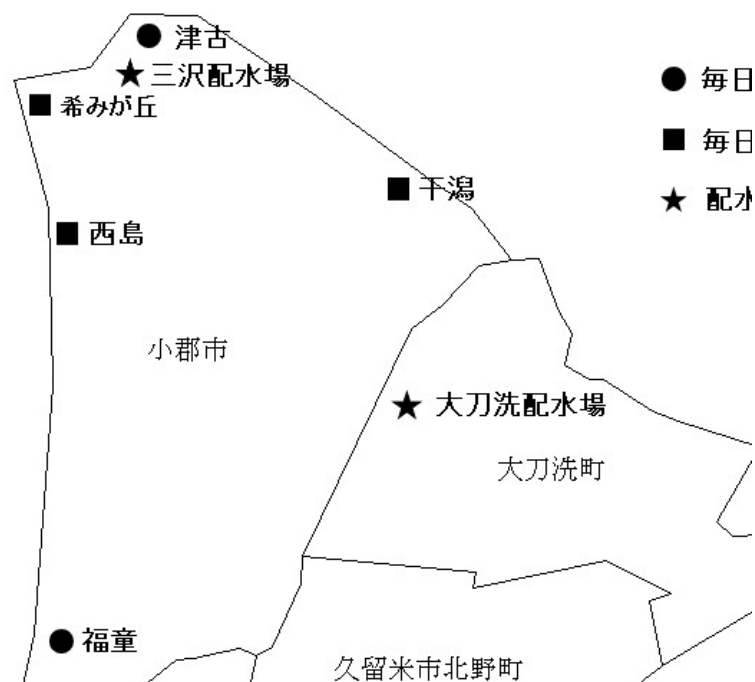 ● 津古
★三沢配水場
■ 希みが丘
■ 干潟
■ 西島
小郡市
★ 大刀洗配水場
大刀洗町
● 福童
久留米市北野町
● 毎日
■ 毎日
★ 配水